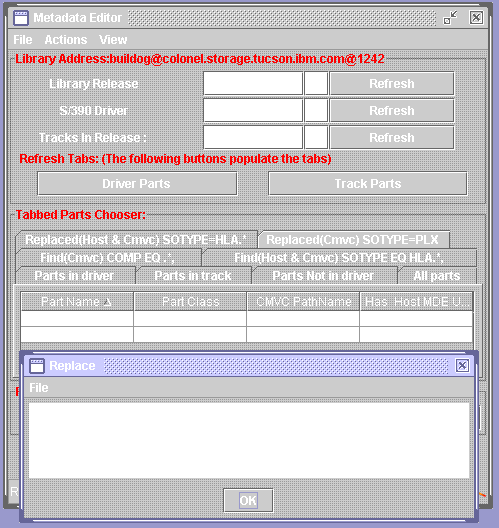 Metadata Editor
File Actions View
Library Address:buildog@colonel.storage.tucson.ibm.com@1242
Library Release Refresh
S/390 Driver Refresh
Tracks In Release : Refresh
Refresh Tabs: (The following buttons populate the tabs)
Driver Parts Track Parts
Tabbed Parts Chooser:
Replaced(Host & Cmvc) SOTYPE=HLA.* Replaced(Cmvc) SOTYPE=PLX
Find(Cmvc) COMP EQ .*, Find(Host & Cmvc) SOTYPE EQ HLA.*,
Parts in driver Parts in track Parts Not in driver All parts
Part Name Part Class CMVC PathName Has Host MDE U...
Replace
File
OK